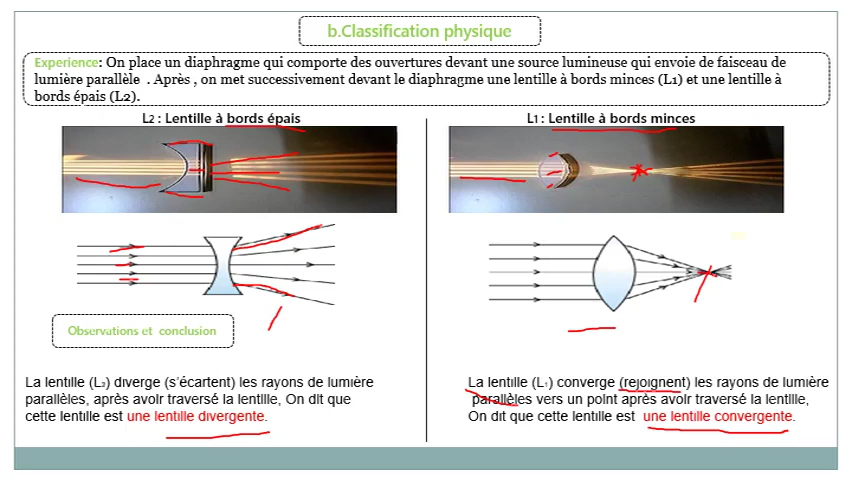 b.Classification physique
Experience: On place un diaphragme qui comporte des ouvertures devant une source lumineuse qui envoie de faisceau de
lumière parallèle . Après , on met successivement devant le diaphragme une lentille à bords minces (L1) et une lentille à
bords épais (L2).
L2 : Lentille à bords épais
L1 : Lentille à bords minces
Observations et conclusion
La lentille (L₂) diverge (s'écartent) les rayons de lumière
parallèles, après avoir traversé la lentille, On dit que
cette lentille est une lentille divergente.
La lentille (L₁) converge (rejoignent) les rayons de lumière
parallèles vers un point après avoir traversé la lentille,
On dit que cette lentille est une lentille convergente.